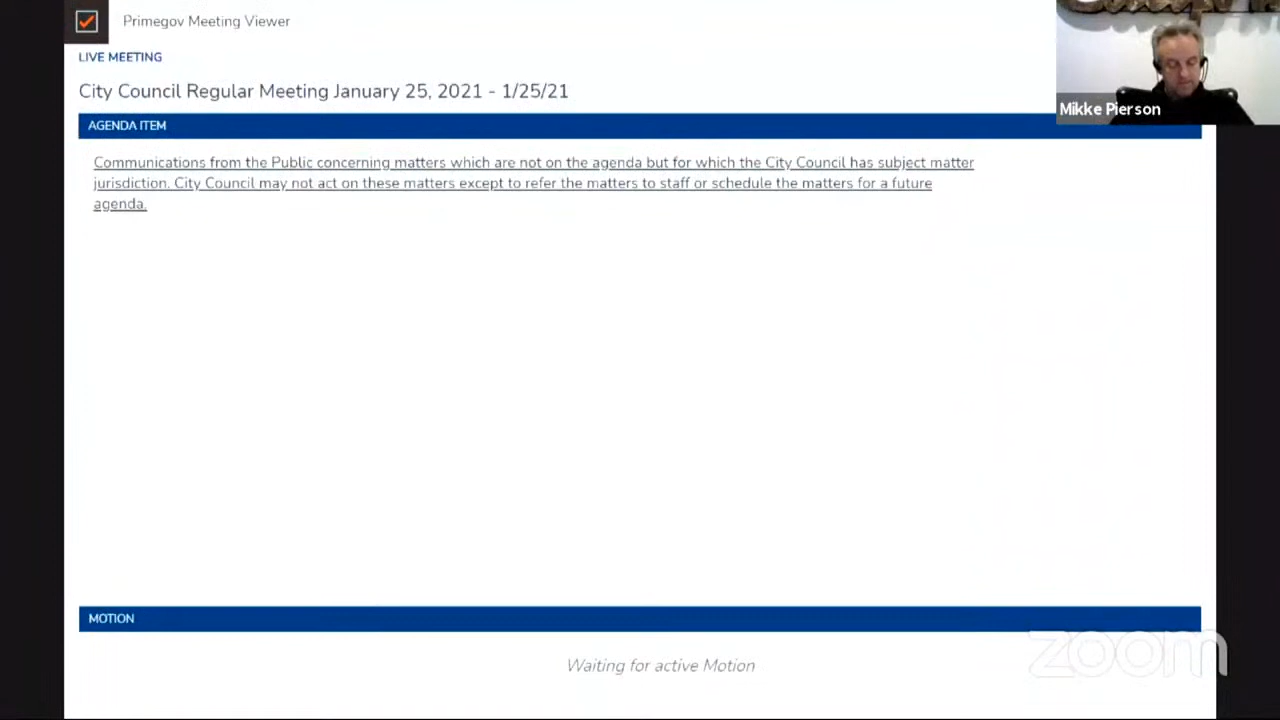 Primegov Meeting Viewer
LIVE MEETING
City Council Regular Meeting January 25, 2021 - 1/25/21
Mikke Pierson
AGENDA ITEM
Communications from the Public concerning matters which are not on the agenda but for which the City Council has subject matter
jurisdiction. City Council may not act on these matters except to refer the matters to staff or schedule the matters for a future
agenda.
MOTION
Waiting for active Motion
zoom